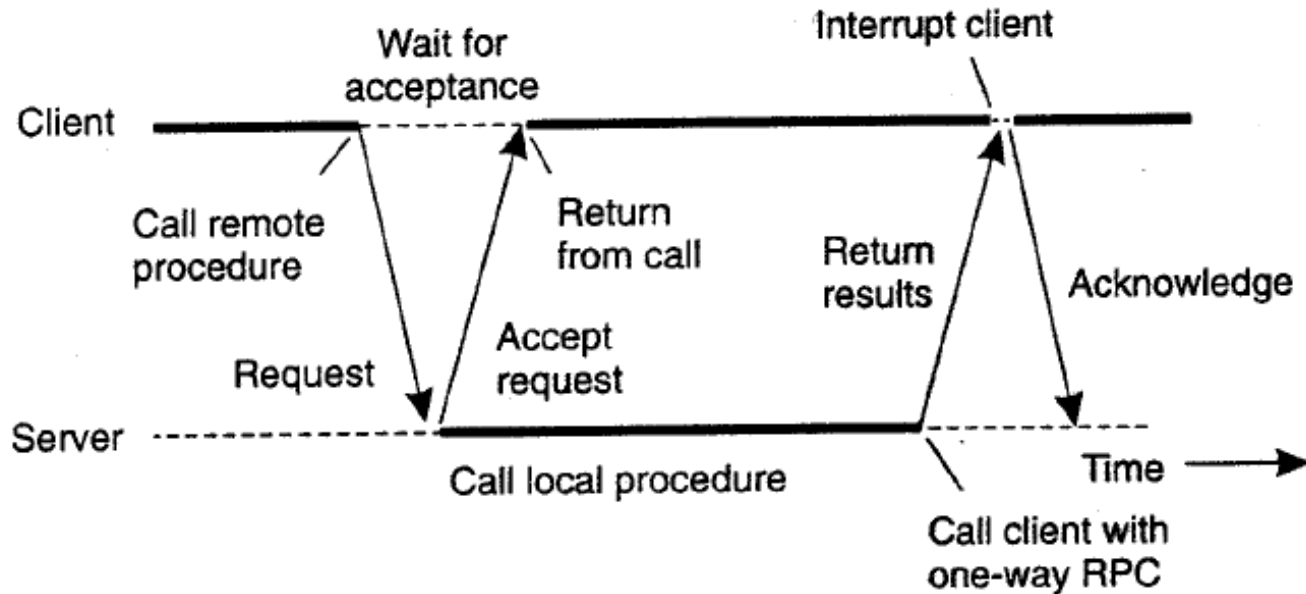 Interrupt client
Wait for
acceptance
Client
Call remote
procedure
Return
from call
Return
results
Acknowledge
Request
Accept
request
Server
Call local procedure
Time
Call client with
one-way RPC